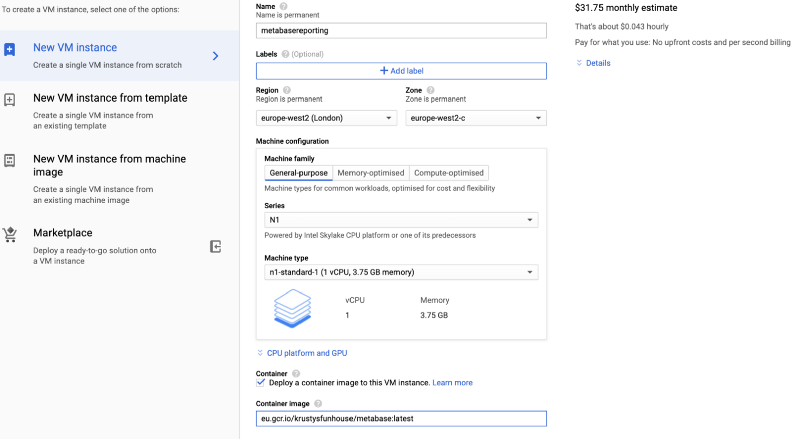 To create a VM instance, select one of the options:
New VM instance
Create a single VM instance from scratch
New VM instance from template
Create a single VM instance from
an existing template
New VM instance from machine
image
Create a single VM instance from
an existing machine image
Marketplace
Deploy a ready-to-go solution onto
a VM instance
Name
Name is permanent
metabasereporting
Labels (Optional)
Add label
Region
Region is permanent
europe-west2 (London)
Zone
Zone is permanent
europe-west2-c
Machine configuration
Machine family
General-purpose Memory-optimised Compute-optimised
Machine types for common workloads, optimised for cost and flexibility
Series
N1
Powered by Intel Skylake CPU platform or one of its predecessors
Machine type
n1-standard-1 (1 vCPU, 3.75 GB memory)
vCPU Memory
1 3.75 GB
CPU platform and GPU
Container
Deploy a container image to this VM instance. Learn more
Container image
eu.gcr.io/krustysfunhouse/metabase:latest
$31.75 monthly estimate
That's about $0.043 hourly
Pay for what you use: No upfront costs and per second billing
Details